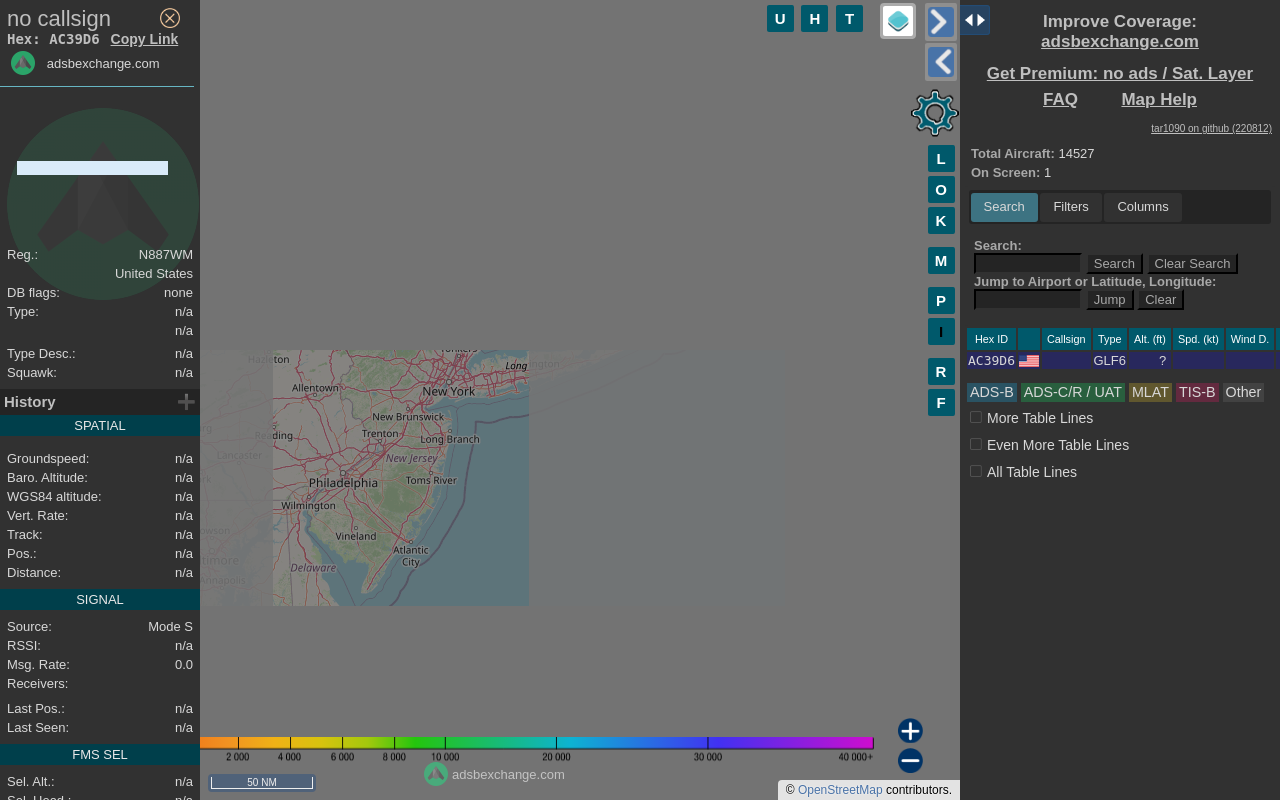 no callsign
Hex: AC39D6 Copy Link
adsbexchange.com
Reg.: N887WM
United States
DB flags: none
Type: n/a
n/a
Type Desc.: n/a
Squawk: n/a
History
SPATIAL
Groundspeed: n/a
Baro. Altitude: n/a
WGS84 altitude: n/a
Vert. Rate: n/a
Track: n/a
Pos.: n/a
Distance: n/a
SIGNAL
Source: Mode S
RSSI: n/a
Msg. Rate: 0.0
Receivers:
Last Pos.: n/a
Last Seen: n/a
FMS SEL
Sel. Alt.: n/a
Sel. Head.: n/a
U H T
L
O
K
M
P
I
R
F
Allentown
New York
Long
New Brunswick
Trenton
Long Branch
Reading
Lancaster
New Jersey
Philadelphia
Toms River
Wilmington
Vineland
Atlantic
City
Delaware
Annapolis
2 000 4 000 6 000 8 000 10 000 20 000 30 000 40 000+
adsbexchange.com
50 NM
© OpenStreetMap contributors.
Improve Coverage:
adsbexchange.com
Get Premium: no ads / Sat. Layer
FAQ Map Help
tar1090 on github (220812)
Total Aircraft: 14527
On Screen: 1
Search Filters Columns
Search:
Search Clear Search
Jump to Airport or Latitude, Longitude:
Jump Clear
Hex ID Callsign Type Alt. (ft) Spd. (kt) Wind D.
AC39D6 GLF6 ?
ADS-B ADS-C/R / UAT MLAT TIS-B Other
More Table Lines
Even More Table Lines
All Table Lines